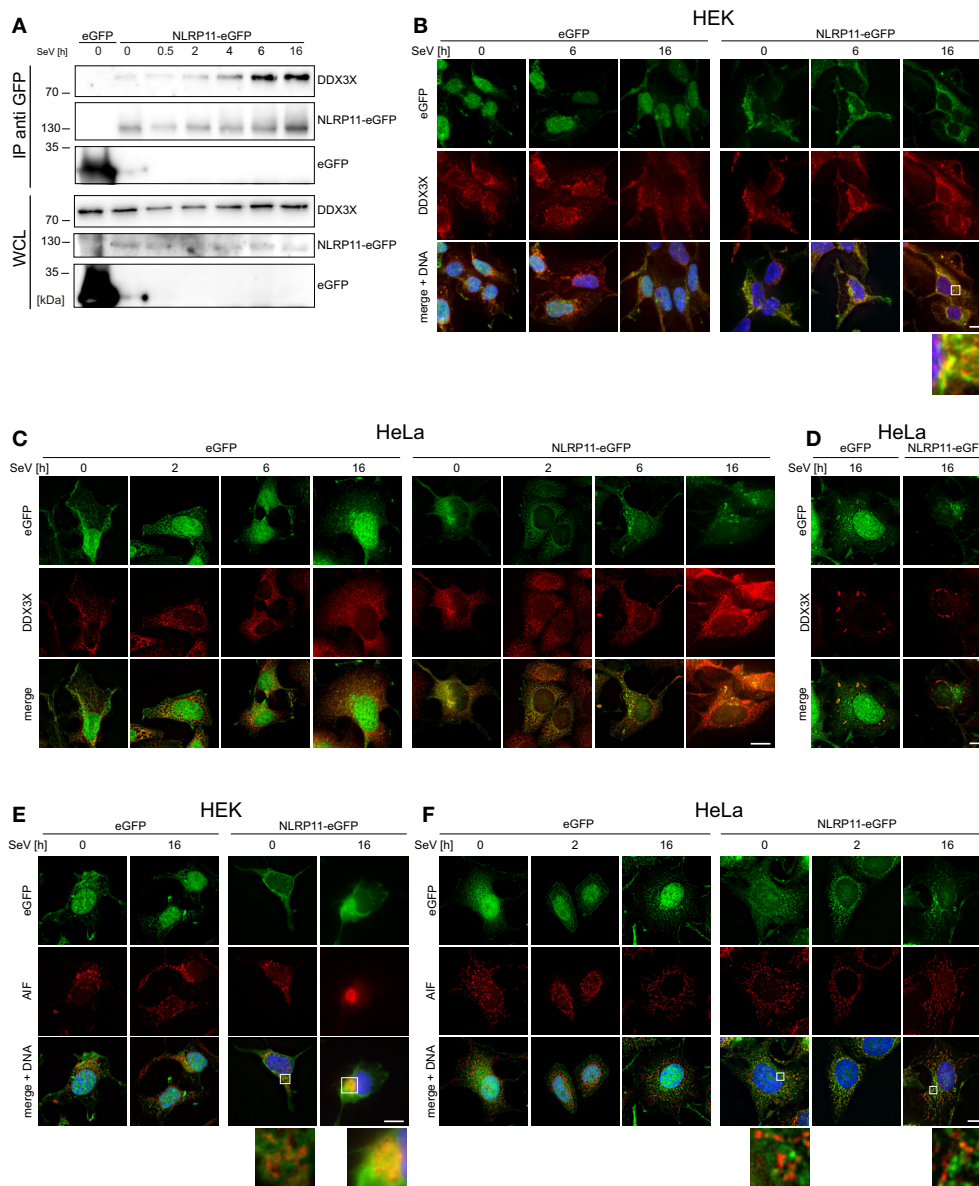 A
eGFP NLRP11-eGFP
SeV [h] 0 0 0.5 2 4 6 16
IP anti GFP
70 DDX3X
130 NLRP11-eGFP
35
eGFP
WCL
70 DDX3X
130 NLRP11-eGFP
35
eGFP
[kDa]
B
HEK
eGFP NLRP11-eGFP
SeV [h] 0 6 16 0 6 16
eGFP
DDX3X
merge + DNA
C
HeLa
eGFP NLRP11-eGFP
SeV [h] 0 2 6 16 0 2 6 16
eGFP
DDX3X
merge
D
HeLa
eGFP NLRP11-eGF
SeV [h] 16 16
eGFP
DDX3X
merge
E
HEK
eGFP NLRP11-eGFP
SeV [h] 0 16 0 16
eGFP
AIF
merge + DNA
F
HeLa
eGFP NLRP11-eGFP
SeV [h] 0 2 16 0 2 16
eGFP
AIF
merge + DNA